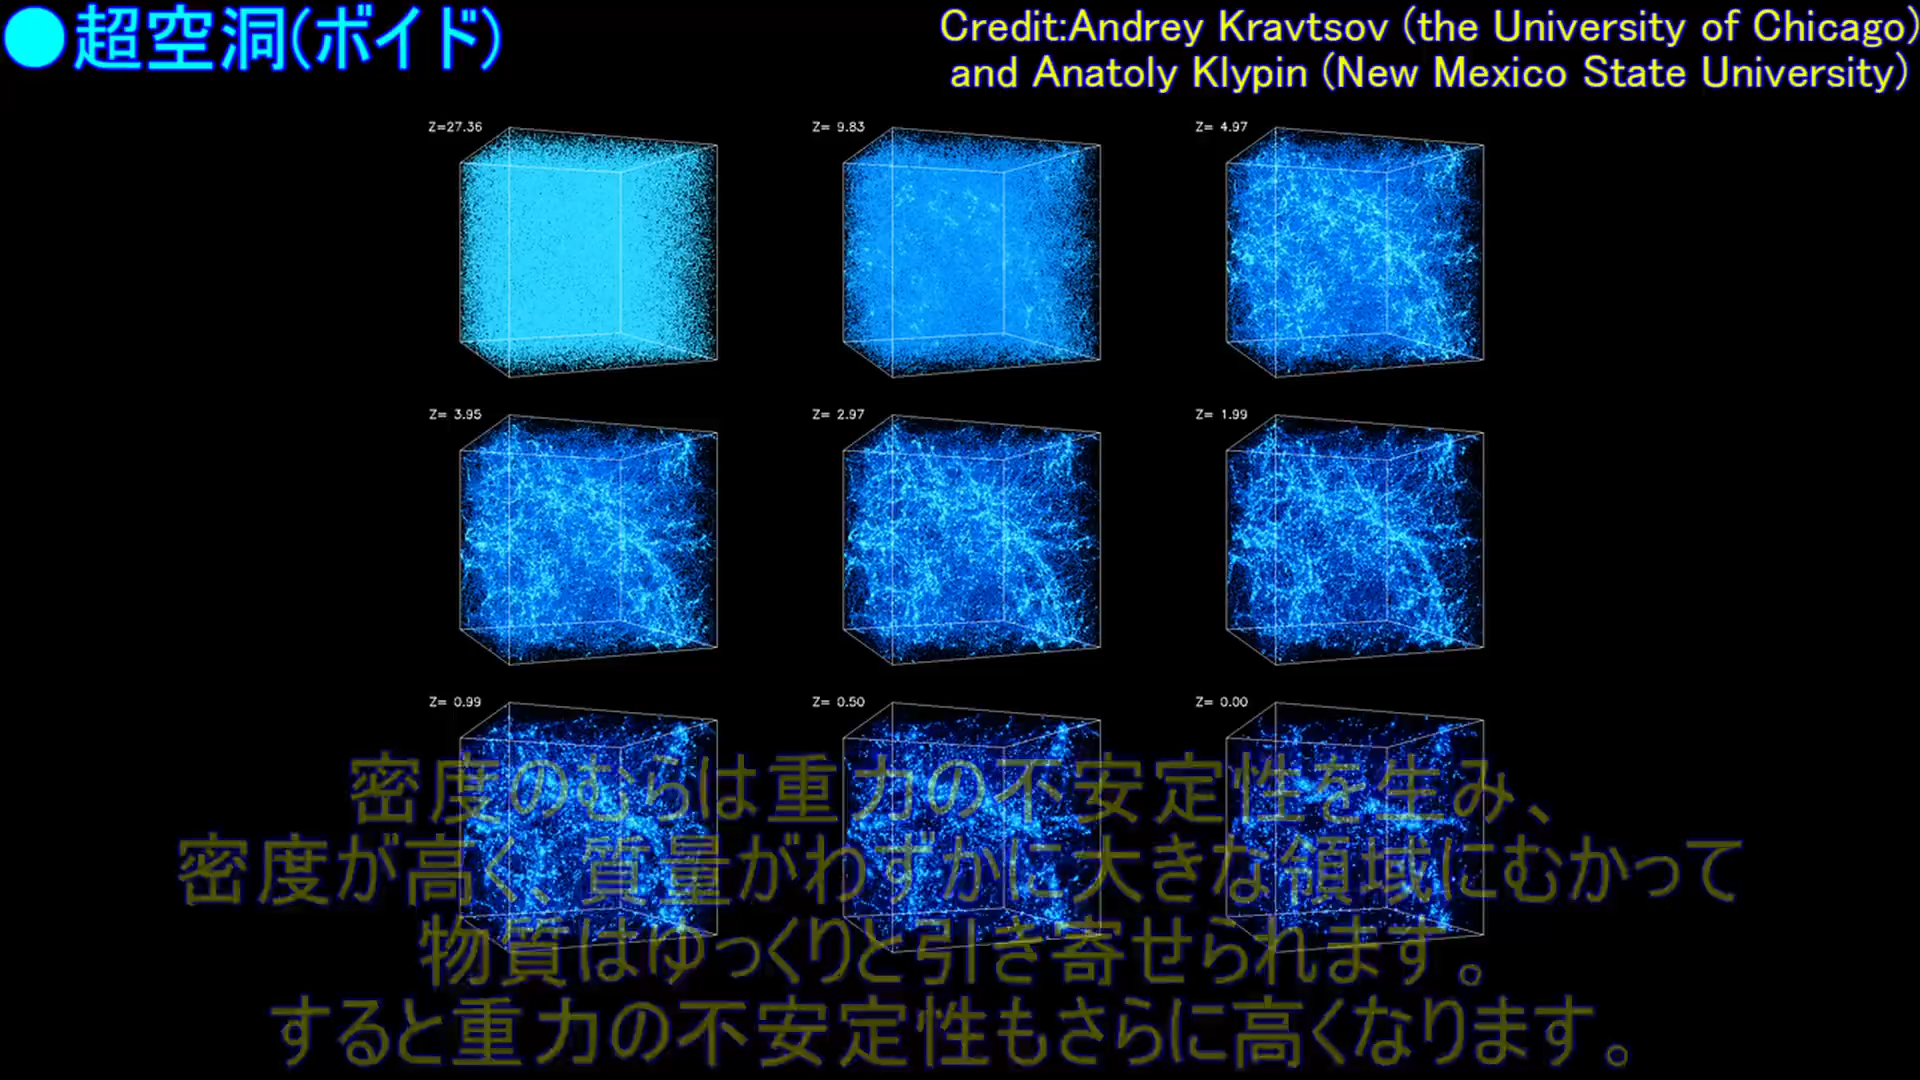 ●超空洞(ボイド)
Credit:Andrey Kravtsov (the University of Chicago)
and Anatoly Klypin (New Mexico State University)
Z=27.36
Z= 9.83
Z= 4.97
Z= 3.95
Z= 2.97
Z= 1.99
Z= 0.99
Z= 0.50
Z= 0.00
密度のむらは重力の不安定性を生み、
密度が高く、質量がわずかに大きな領域にむかって
物質はゆっくりと引き寄せられます。
すると重力の不安定性もさらに高くなります。